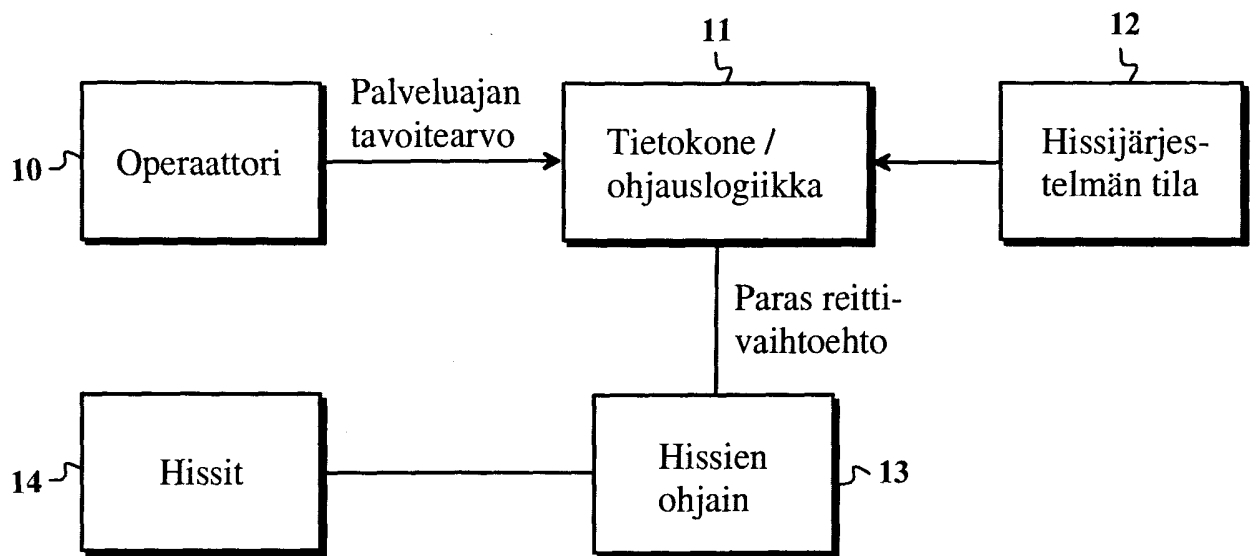 11
12
Palveluajan
tavoitearvo
10
Operaattori
Tietokone /
ohjauslogiikka
Hissijärjes-
telmän tila
Paras reitti-
vaihtoehto
14
Hissit
Hissien
ohjain
13